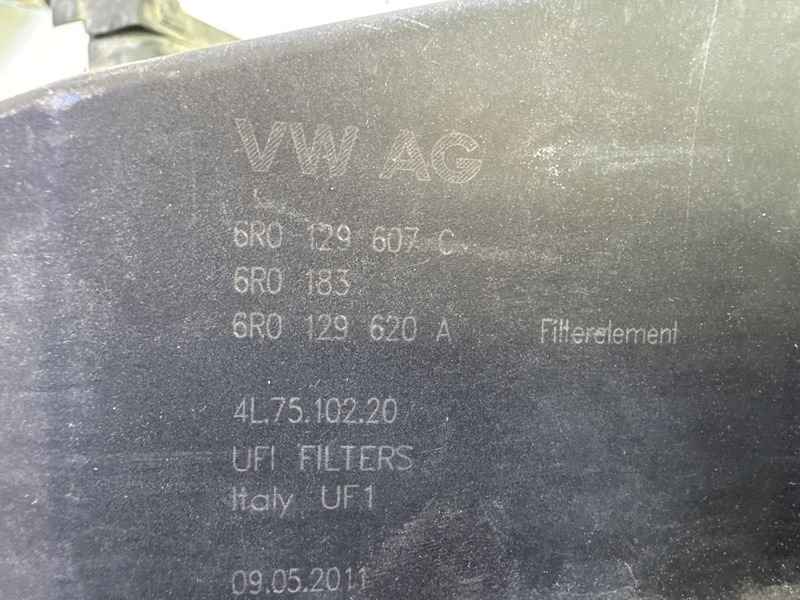 VW AG
6R0 129 607 C
6R0 183
6R0 129 620 A Filterelement
4L.75.102.20
UFI FILTERS
Italy UF1
09.05.2011